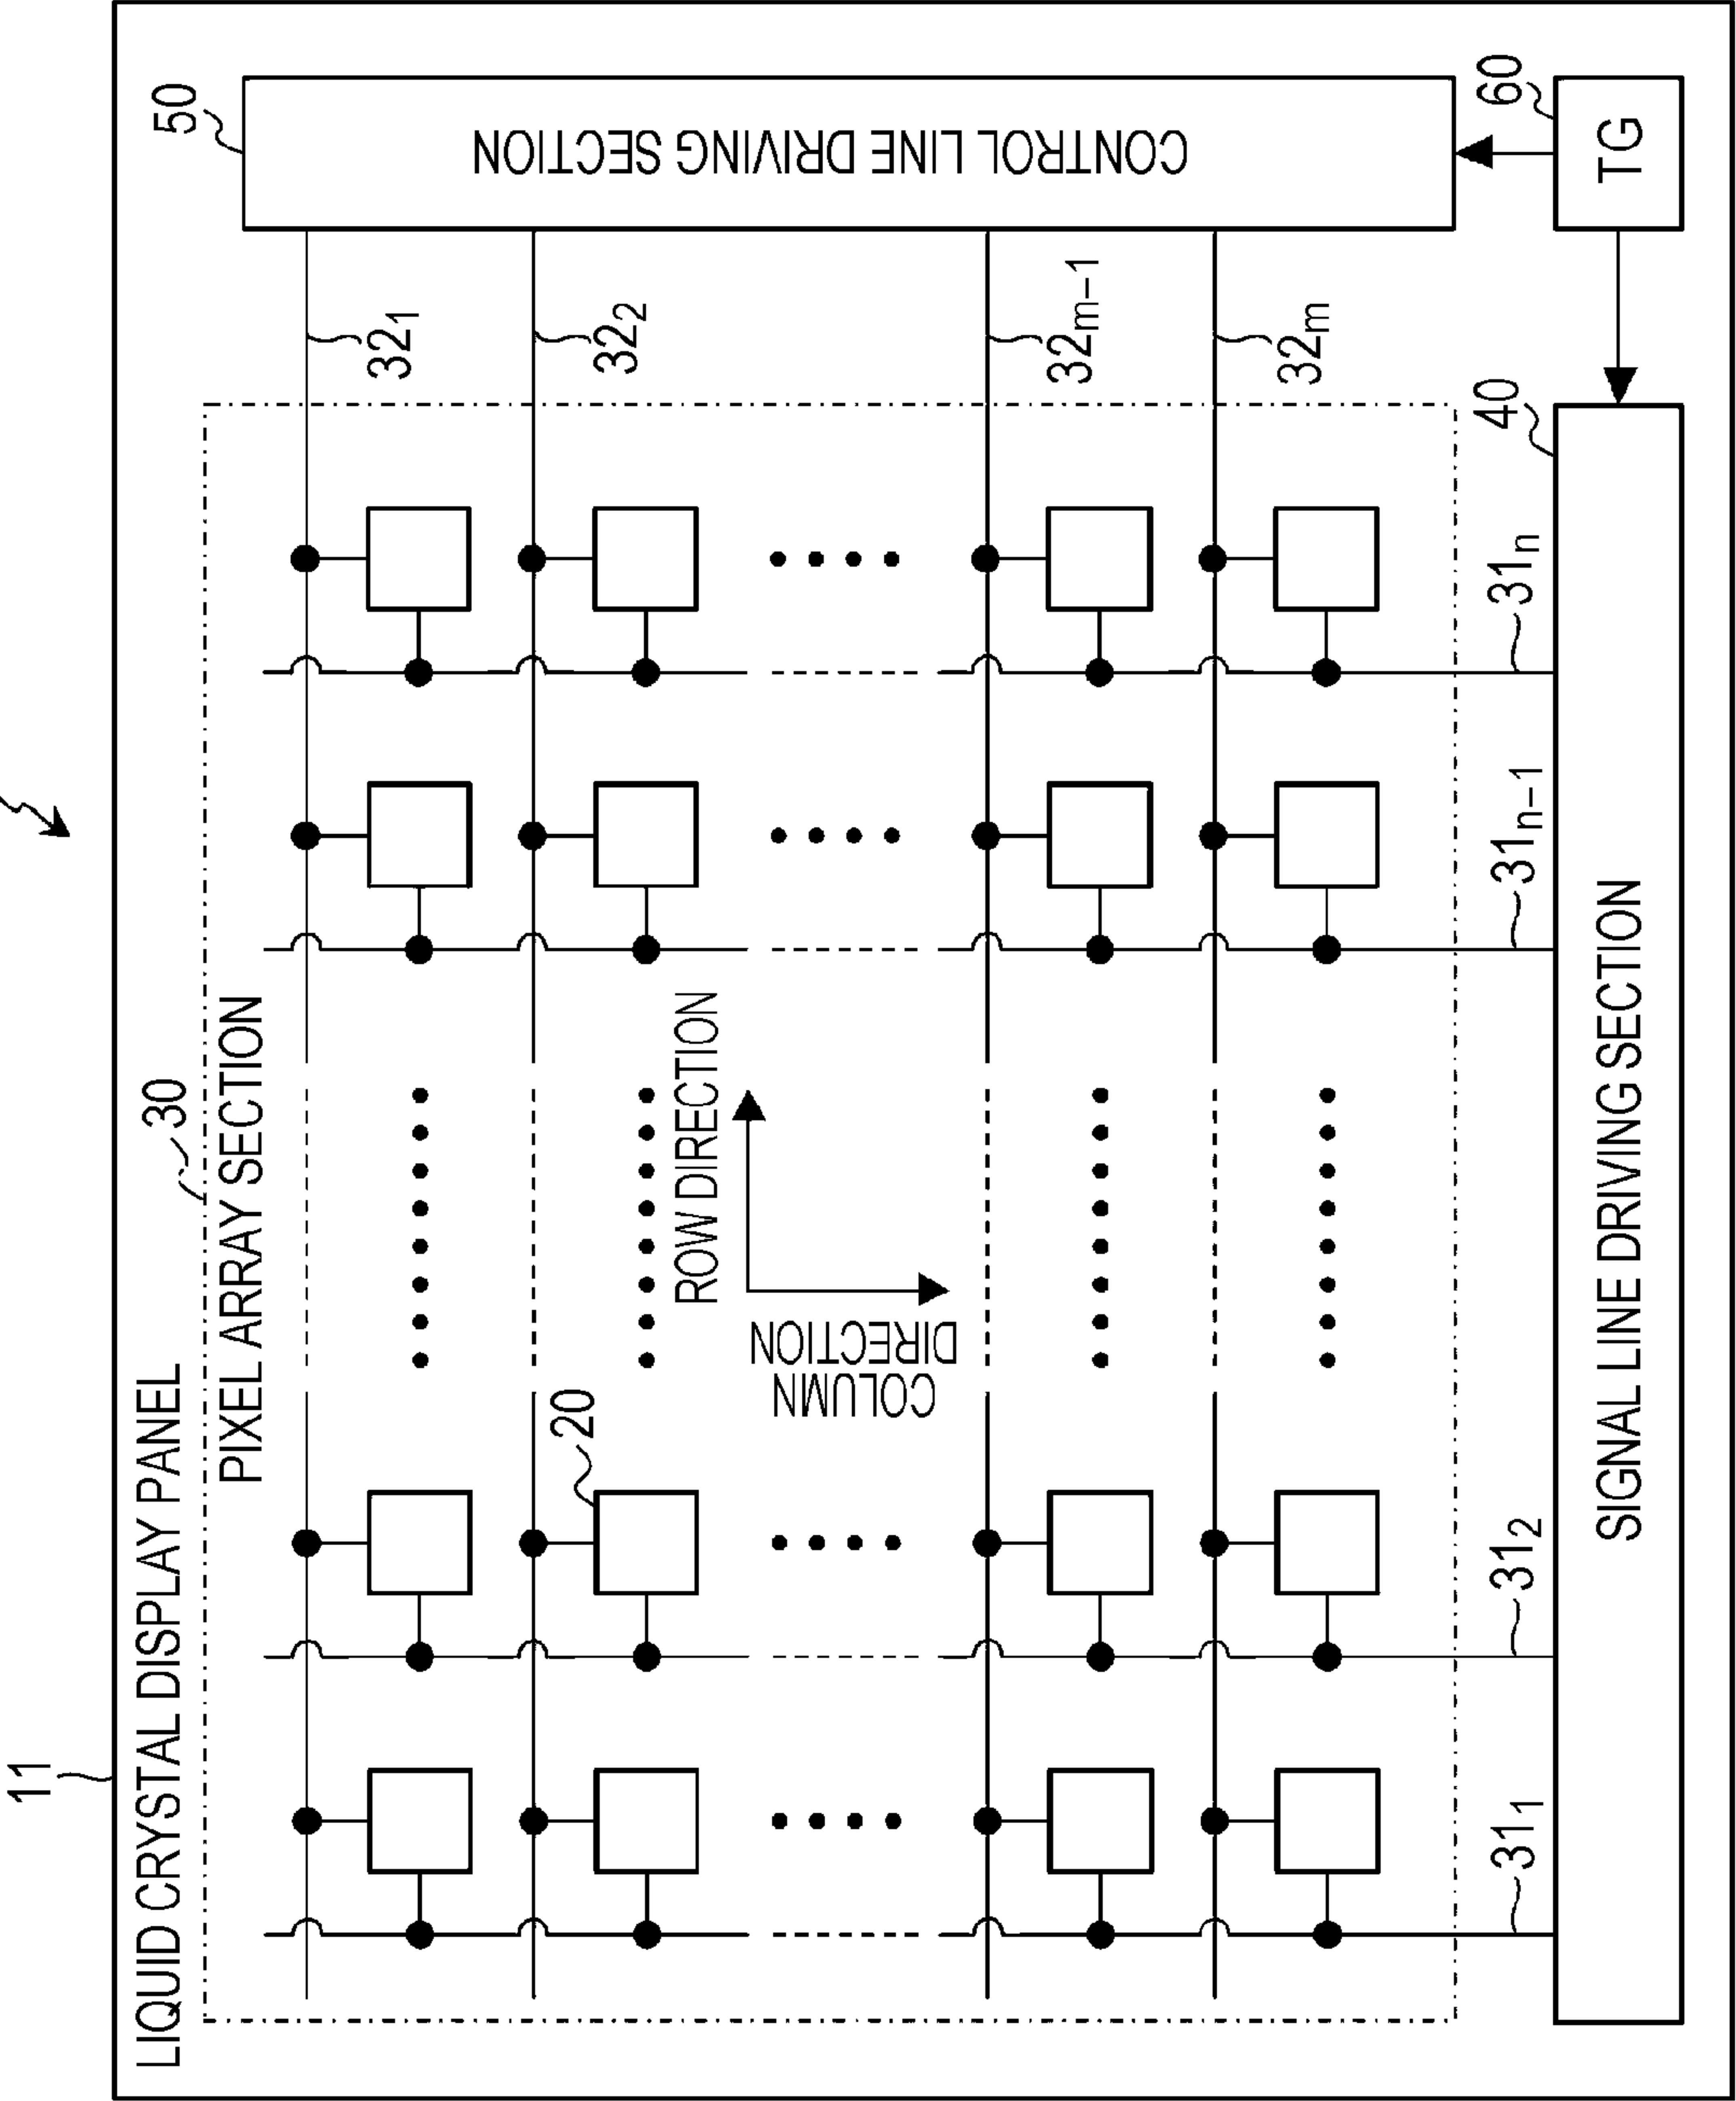 11
LIQUID CRYSTAL DISPLAY PANEL
30
PIXEL ARRAY SECTION
50
CONTROL LINE DRIVING SECTION
32₁
20
32₂
ROW DIRECTION
COLUMN
DIRECTION
32ₘ₋₁
32ₘ
31₁
31₂
31ₙ₋₁
31ₙ
40
60
SIGNAL LINE DRIVING SECTION
TG